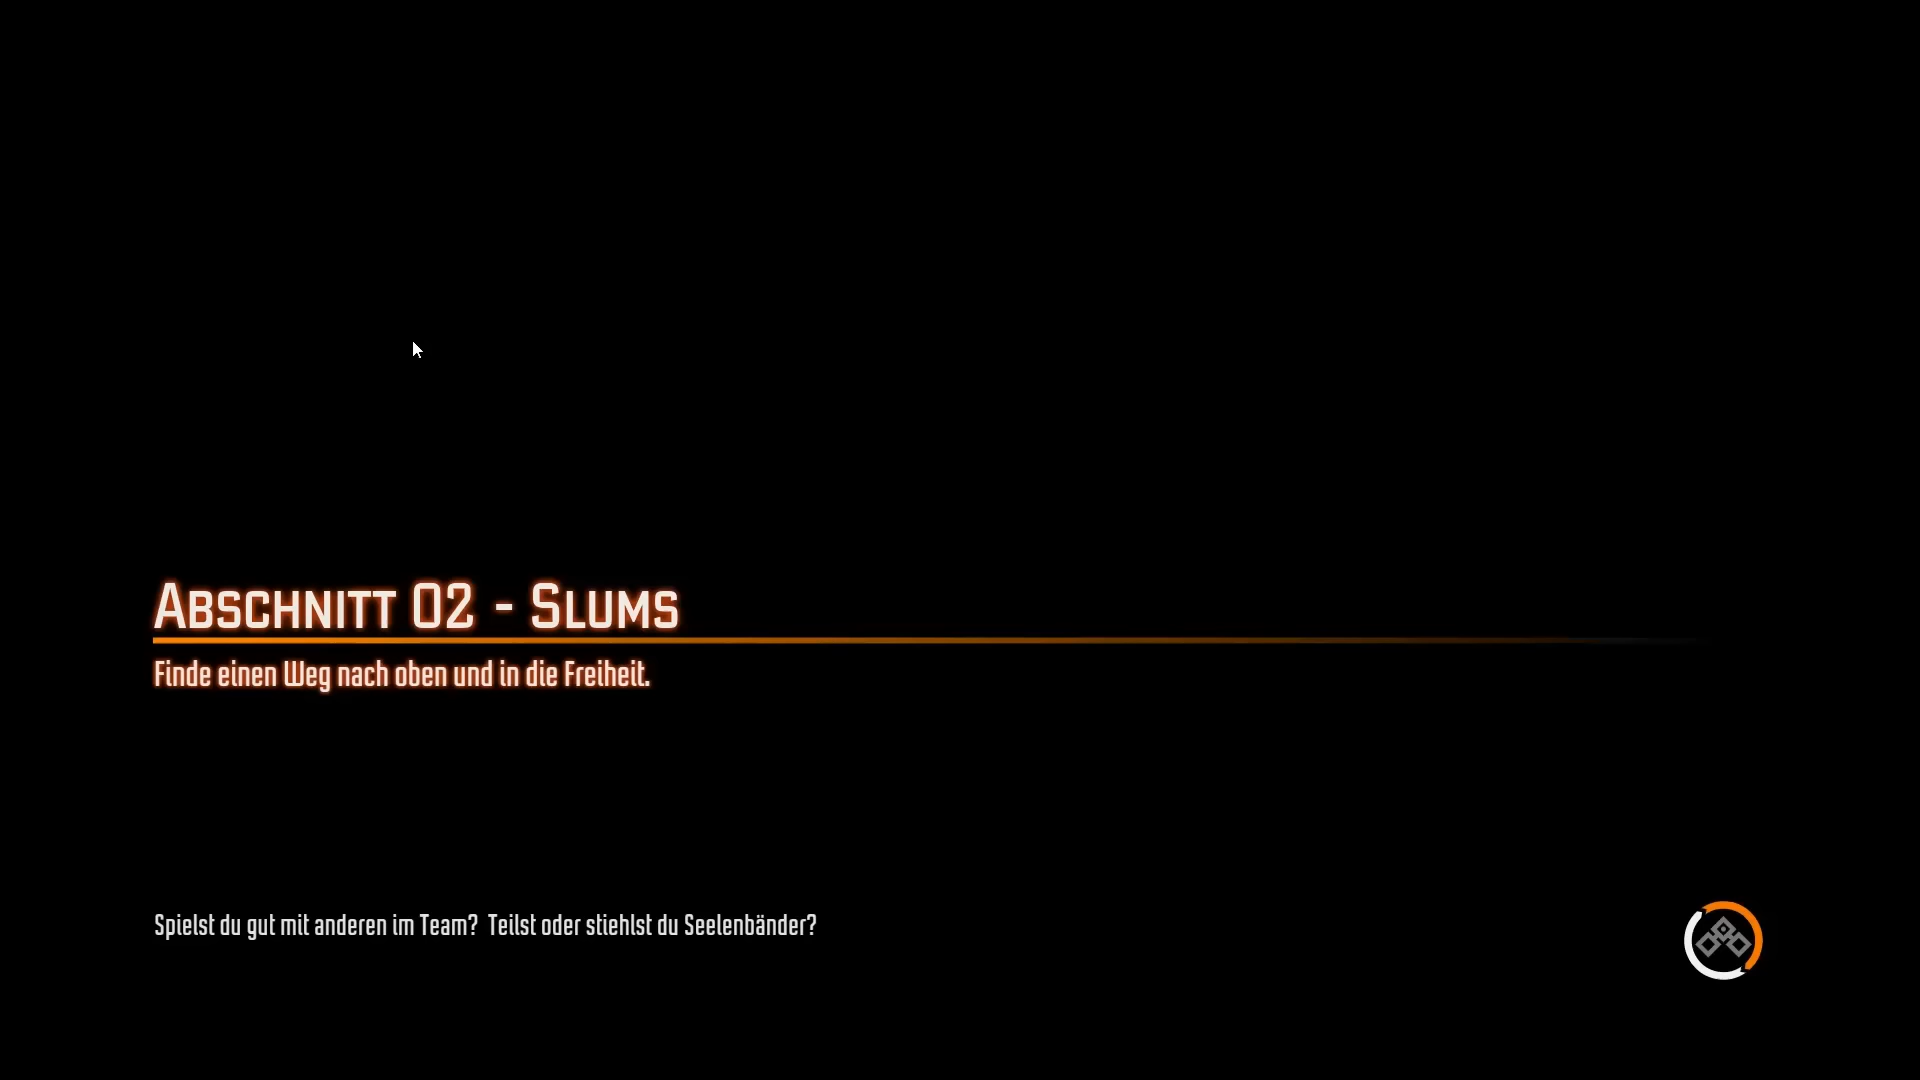 Abschnitt 02 - Slums
Finde einen Weg nach oben und in die Freiheit.
Spielst du gut mit anderen im Team? Teilst oder stiehlst du Seelenbänder?